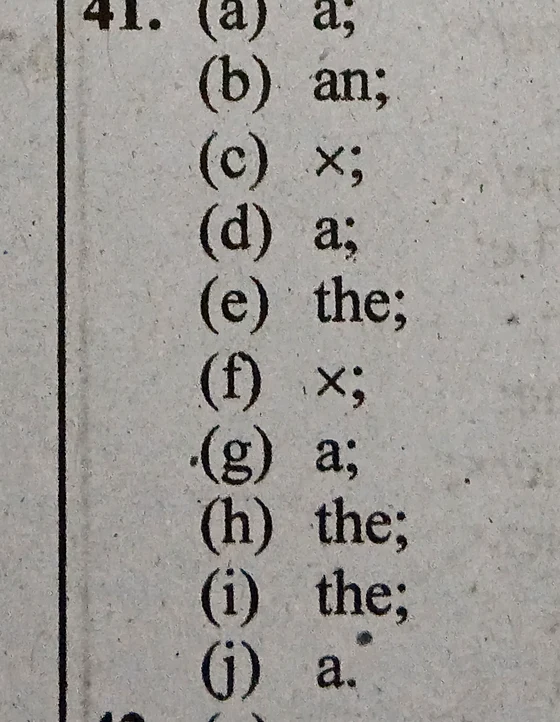 41. (a) a;
(b) an;
(c) ×;
(d) a;
(e) the;
(f) ×;
(g) a;
(h) the;
(i) the;
(j) a.